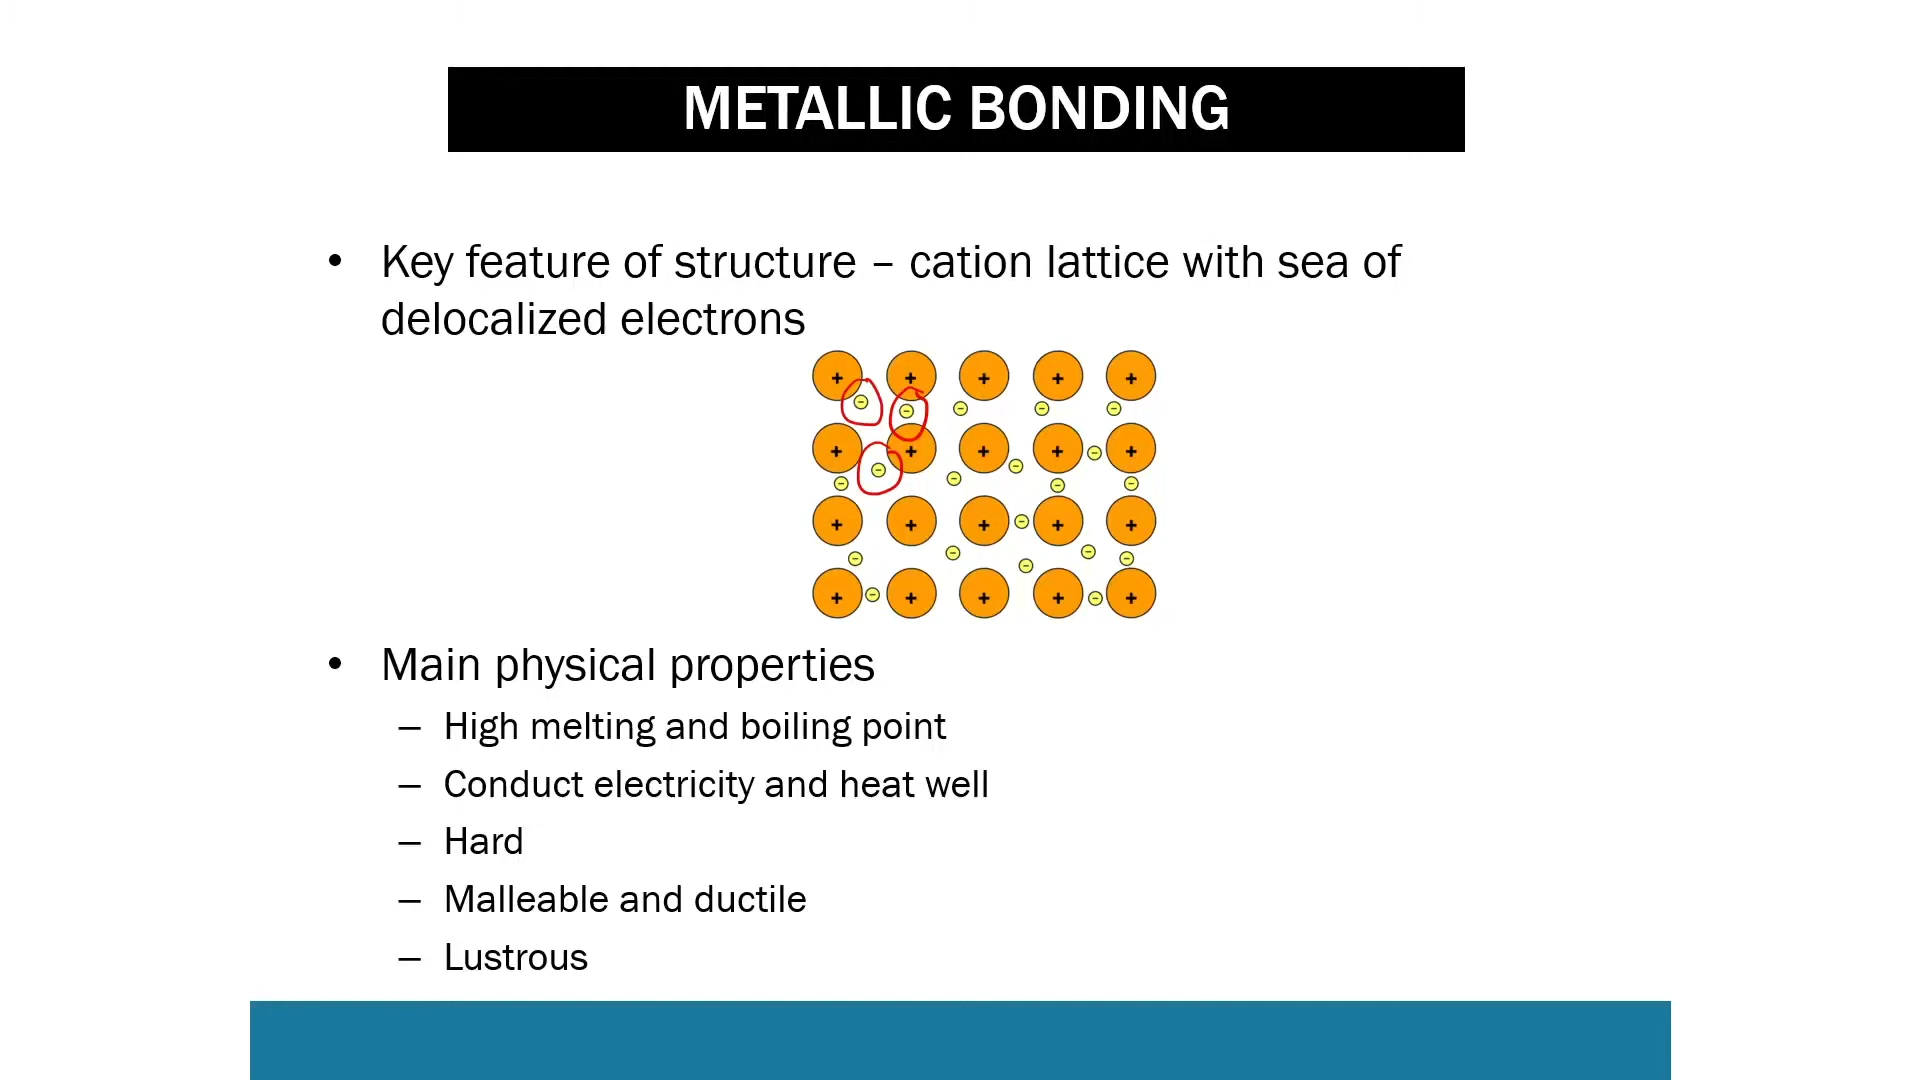 METALLIC BONDING
• Key feature of structure – cation lattice with sea of
delocalized electrons
+ + + + +
− − − − −
+ + + + +
− − − − − − −
+ + + + +
− − − − − −
+ + + + +
− −
• Main physical properties
– High melting and boiling point
– Conduct electricity and heat well
– Hard
– Malleable and ductile
– Lustrous